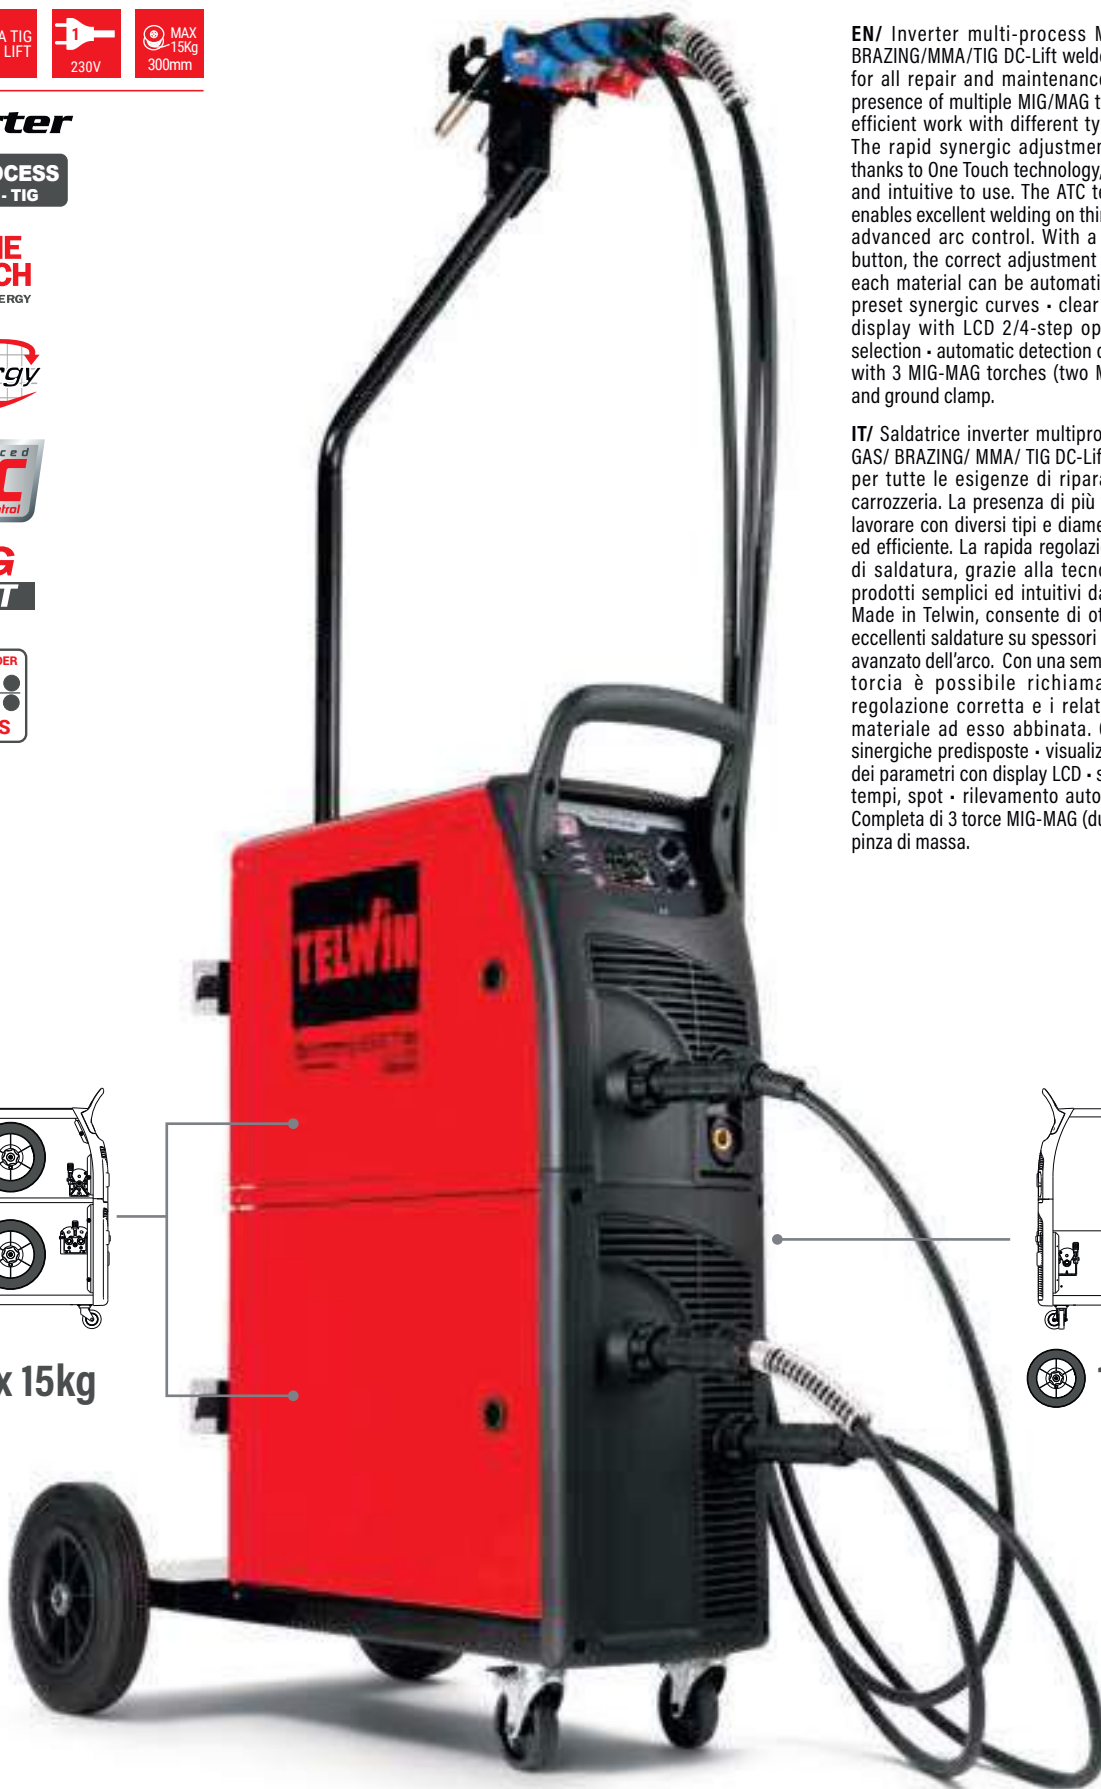 A TIG
LIFT
1
230V
MAX
15Kg
300mm
rter
OCESS
- TIG
NE
CH
ERGY
rgy
nced
C
ntrol
G
T
DER
S
x 15kg
TELWIN
EN/ Inverter multi-process M
BRAZING/MMA/TIG DC-Lift weld
for all repair and maintenance
presence of multiple MIG/MAG t
efficient work with different ty
The rapid synergic adjustmen
thanks to One Touch technology,
and intuitive to use. The ATC te
enables excellent welding on thi
advanced arc control. With a
button, the correct adjustment
each material can be automati
preset synergic curves • clear
display with LCD 2/4-step op
selection • automatic detection o
with 3 MIG-MAG torches (two M
and ground clamp.
IT/ Saldatrice inverter multipro
GAS/ BRAZING/ MMA/ TIG DC-Lif
per tutte le esigenze di ripara
carrozzeria. La presenza di più
lavorare con diversi tipi e diame
ed efficiente. La rapida regolazi
di saldatura, grazie alla tecno
prodotti semplici ed intuitivi da
Made in Telwin, consente di ot
eccellenti saldature su spessori
avanzato dell'arco. Con una sem
torcia è possibile richiama
regolazione corretta e i relat
materiale ad esso abbinata. C
sinergiche predisposte • visualiz
dei parametri con display LCD • s
tempi, spot • rilevamento auto
Completa di 3 torce MIG-MAG (du
pinza di massa.